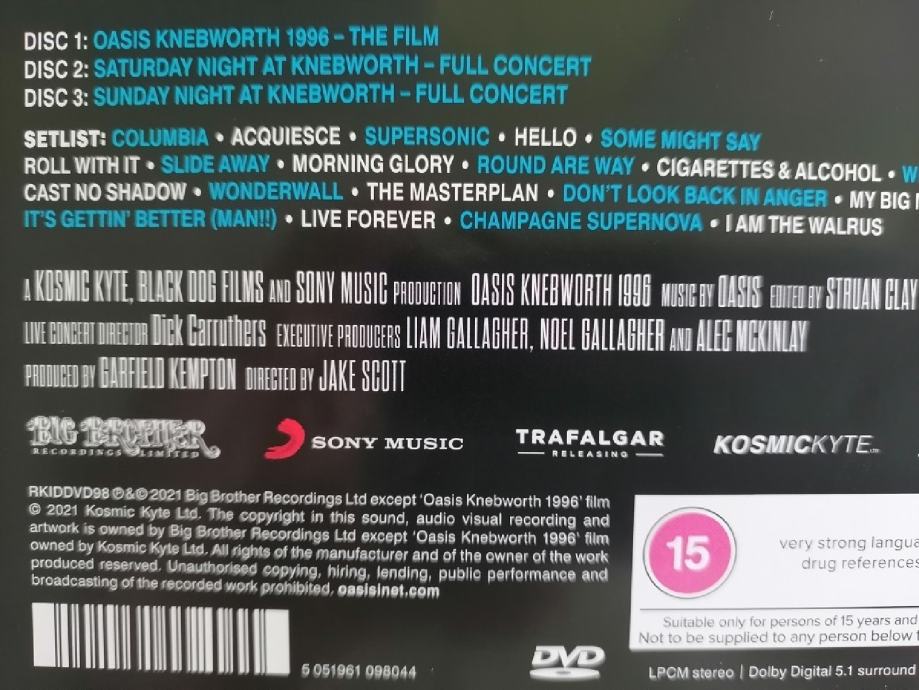 DISC 1: OASIS KNEBWORTH 1996 – THE FILM
DISC 2: SATURDAY NIGHT AT KNEBWORTH – FULL CONCERT
DISC 3: SUNDAY NIGHT AT KNEBWORTH – FULL CONCERT
SETLIST: COLUMBIA • ACQUIESCE • SUPERSONIC • HELLO • SOME MIGHT SAY
ROLL WITH IT • SLIDE AWAY • MORNING GLORY • ROUND ARE WAY • CIGARETTES & ALCOHOL • W
CAST NO SHADOW • WONDERWALL • THE MASTERPLAN • DON'T LOOK BACK IN ANGER • MY BIG
IT'S GETTIN' BETTER (MAN!!) • LIVE FOREVER • CHAMPAGNE SUPERNOVA • I AM THE WALRUS
A KOSMIC KYTE, BLACK DOG FILMS AND SONY MUSIC PRODUCTION OASIS KNEBWORTH 1996 MUSIC BY OASIS EDITED BY STRUAN CLAY
LIVE CONCERT DIRECTOR Dick Carruthers EXECUTIVE PRODUCERS LIAM GALLAGHER, NOEL GALLAGHER AND ALEC MCKINLAY
PRODUCED BY GARFIELD KEMPTON DIRECTED BY JAKE SCOTT
BIG BROTHER
RECORDINGS LIMITED
SONY MUSIC
TRAFALGAR
RELEASING
KOSMICKYTE
RKIDDVD98 ℗&© 2021 Big Brother Recordings Ltd except 'Oasis Knebworth 1996' film
© 2021 Kosmic Kyte Ltd. The copyright in this sound, audio visual recording and
artwork is owned by Big Brother Recordings Ltd except 'Oasis Knebworth 1996' film
owned by Kosmic Kyte Ltd. All rights of the manufacturer and of the owner of the work
produced reserved. Unauthorised copying, hiring, lending, public performance and
broadcasting of the recorded work prohibited. oasisinet.com
15
very strong langua
drug references
Suitable only for persons of 15 years and
Not to be supplied to any person below 1
5 051961 098044
DVD
LPCM stereo | Dolby Digital 5.1 surround